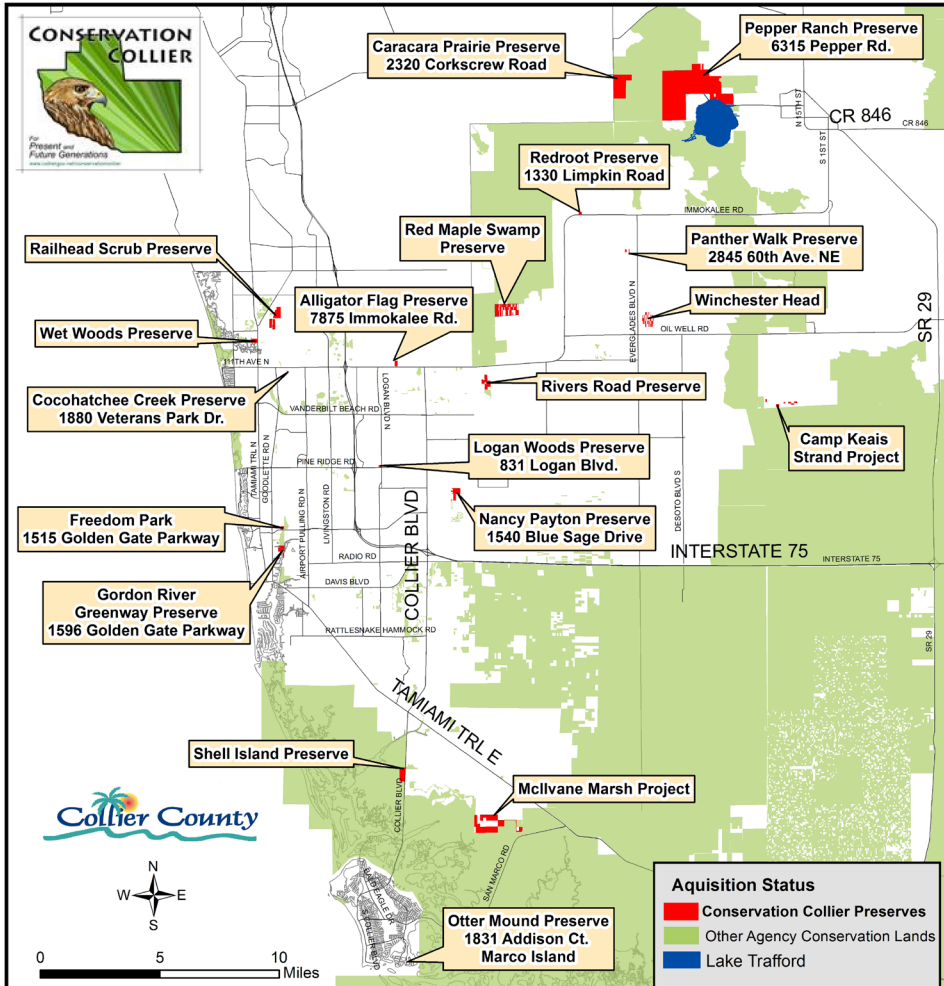 CONSERVATION
COLLIER
For
Present and
Future Generations
www.colliergov.net/conservationcollier
Caracara Prairie Preserve
2320 Corkscrew Road
Pepper Ranch Preserve
6315 Pepper Rd.
N 15TH ST
CR 846
CR 846
S 1ST ST
Redroot Preserve
1330 Limpkin Road
IMMOKALEE RD
Red Maple Swamp
Preserve
Panther Walk Preserve
2845 60th Ave. NE
Railhead Scrub Preserve
Alligator Flag Preserve
7875 Immokalee Rd.
Winchester Head
EVERGLADES BLVD N
OIL WELL RD
SR 29
Wet Woods Preserve
111TH AVE N
Cocohatchee Creek Preserve
1880 Veterans Park Dr.
LOGAN BLVD N
Rivers Road Preserve
VANDERBILT BEACH RD
Camp Keais
Strand Project
TAMIAMI TRL N
GOODLETTE RD N
PINE RIDGE RD
Logan Woods Preserve
831 Logan Blvd.
AIRPORT PULLING RD N
LIVINGSTON RD
DESOTO BLVD S
Freedom Park
1515 Golden Gate Parkway
Nancy Payton Preserve
1540 Blue Sage Drive
COLLIER BLVD
RADIO RD
INTERSTATE 75
INTERSTATE 75
DAVIS BLVD
Gordon River
Greenway Preserve
1596 Golden Gate Parkway
RATTLESNAKE HAMMOCK RD
SR 29
TAMIAMI TRL E
Shell Island Preserve
COLLIER BLVD
McIlvane Marsh Project
Collier County
SAN MARCO RD
N
W E
S
BALD EAGLE DR
S COLLIER BLVD
Otter Mound Preserve
1831 Addison Ct.
Marco Island
0 5 10
Miles
Aquisition Status
Conservation Collier Preserves
Other Agency Conservation Lands
Lake Trafford